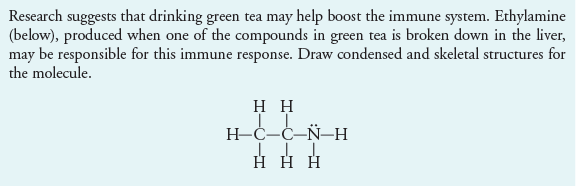 Research suggests that drinking green tea may help boost the immune system. Ethylamine
(below), produced when one of the compounds in green tea is broken down in the liver,
may be responsible for this immune response. Draw condensed and skeletal structures for
the molecule.
H H
H–C–C–N̈–H
H H H